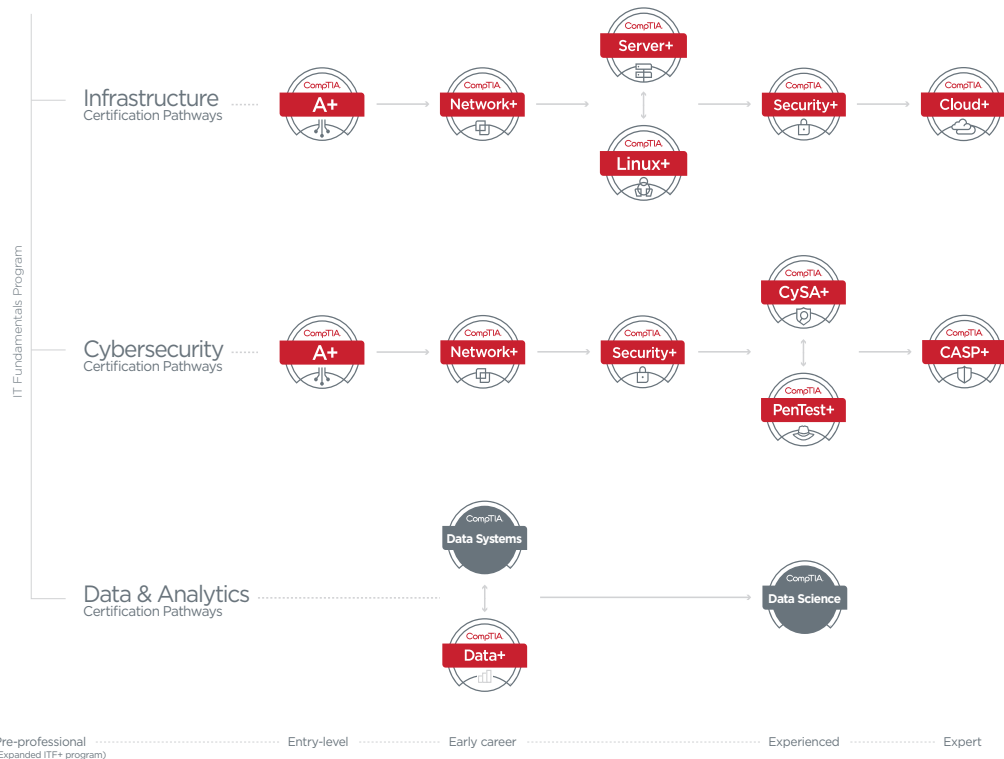 IT Fundamentals Program
Infrastructure
Certification Pathways
CompTIA
A+
CompTIA
Network+
CompTIA
Server+
CompTIA
Linux+
CompTIA
Security+
CompTIA
Cloud+
Cybersecurity
Certification Pathways
CompTIA
A+
CompTIA
Network+
CompTIA
Security+
CompTIA
CySA+
CompTIA
PenTest+
CompTIA
CASP+
Data & Analytics
Certification Pathways
CompTIA
Data Systems
CompTIA
Data+
CompTIA
Data Science
Pre-professional
Expanded ITF+ program)
Entry-level
Early career
Experienced
Expert